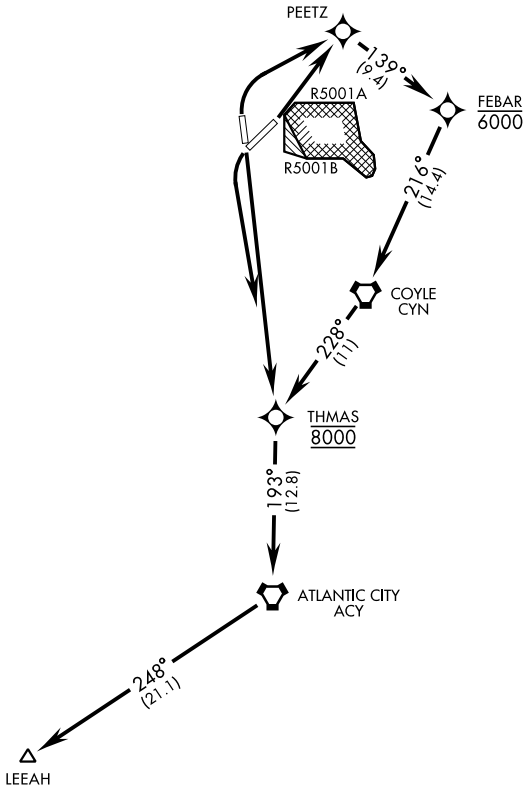 PEETZ
139°
(9.4)
R5001A
FEBAR
6000
R5001B
216°
(14.4)
COYLE
CYN
228°
(11)
THMAS
8000
193°
(12.8)
ATLANTIC CITY
ACY
248°
(21.1)
LEEAH